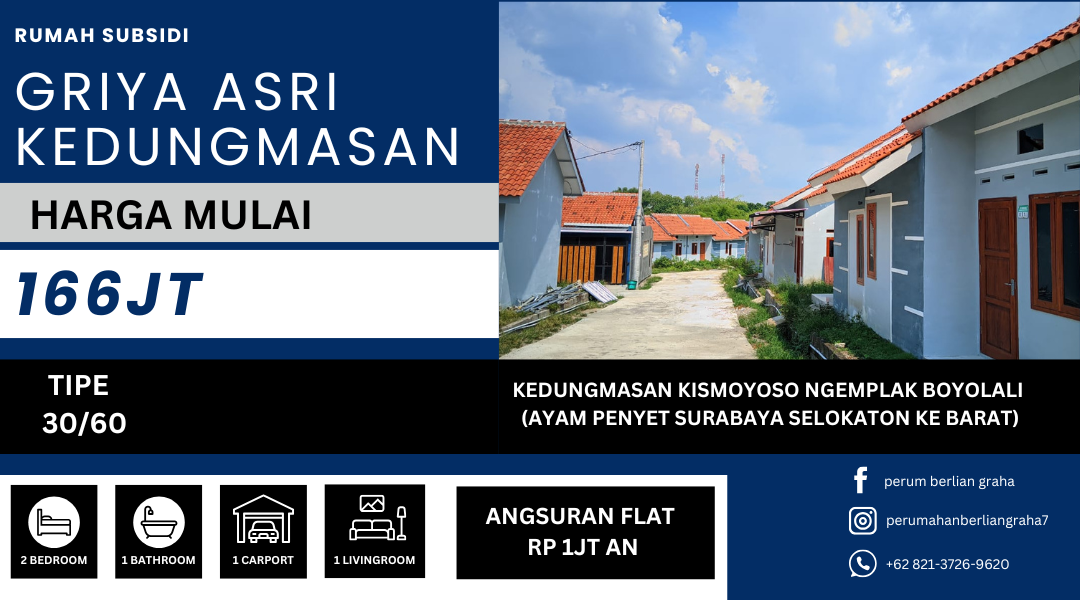 RUMAH SUBSIDI
GRIYA ASRI
KEDUNGMASAN
HARGA MULAI
166JT
TIPE
30/60
KEDUNGMASAN KISMOYOSO NGEMPLAK BOYOLALI
(AYAM PENYET SURABAYA SELOKATON KE BARAT)
2 BEDROOM
1 BATHROOM
1 CARPORT
1 LIVINGROOM
ANGSURAN FLAT
RP 1JT AN
perum berlian graha
perumahanberliangraha7
+62 821-3726-9620